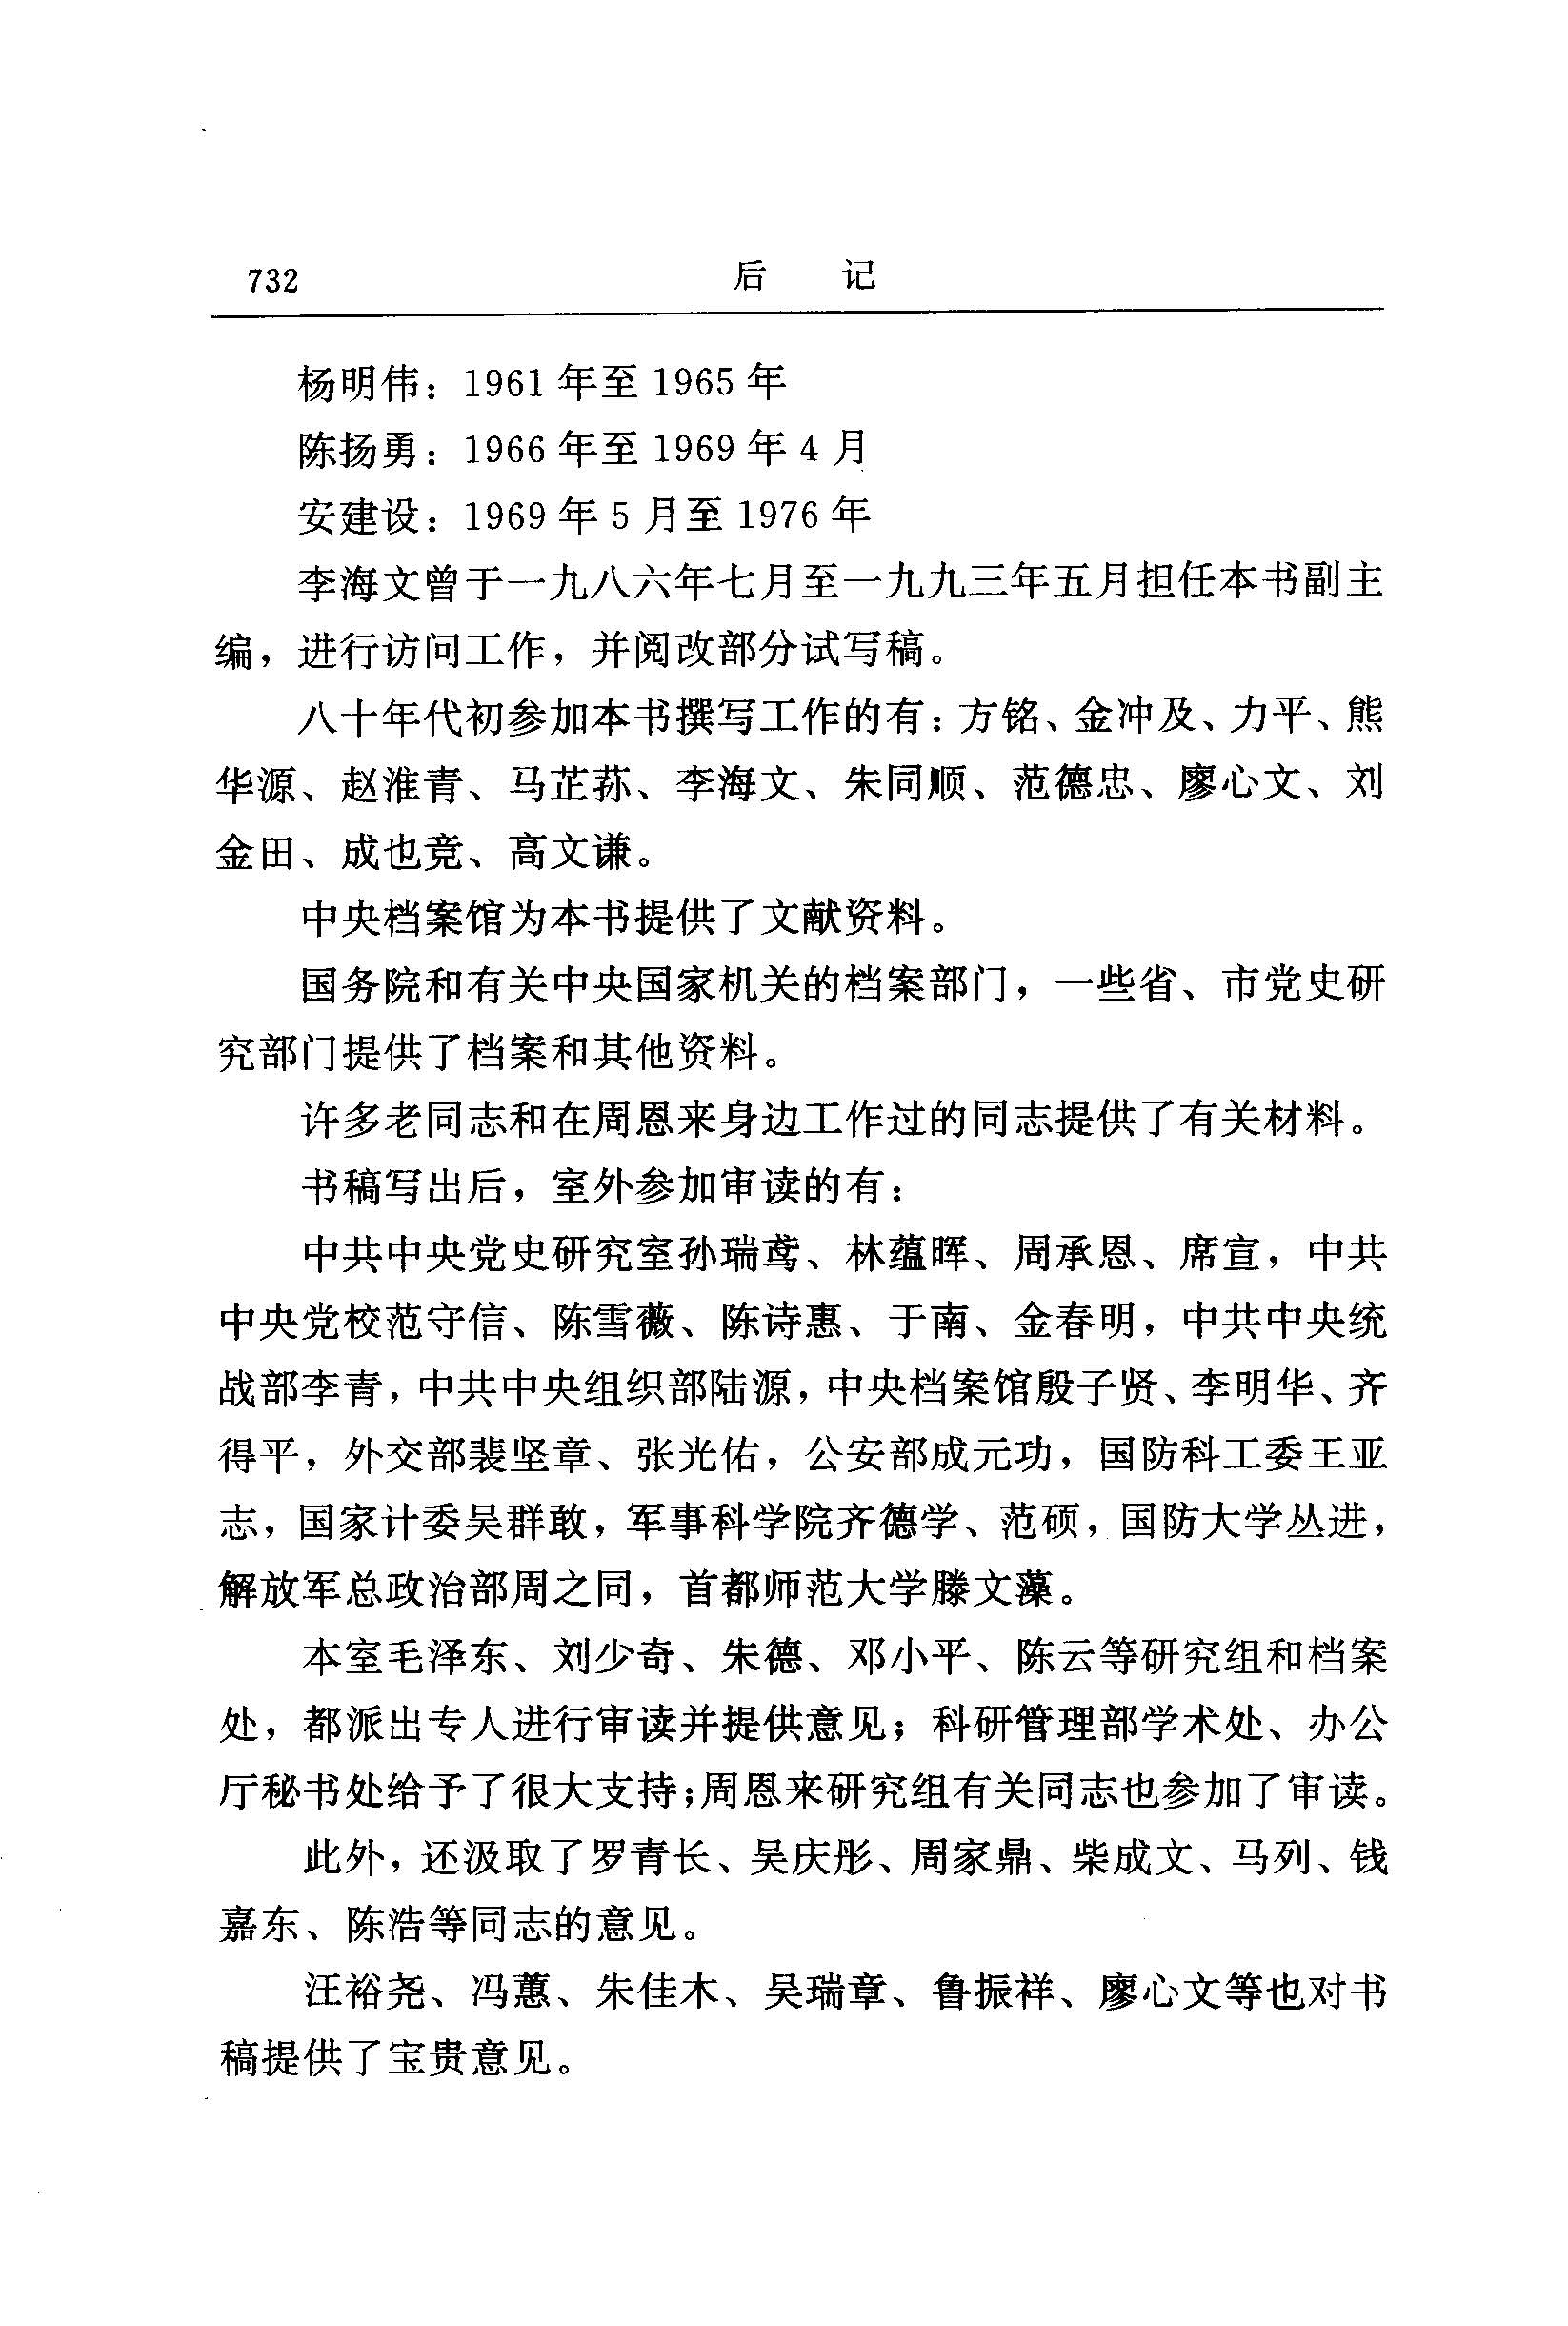 732 后 记
杨明伟：1961 年至 1965 年
陈扬勇：1966 年至 1969 年 4 月
安建设：1969 年 5 月至 1976 年
李海文曾于一九八六年七月至一九九三年五月担任本书副主
编，进行访问工作，并阅改部分试写稿。
八十年代初参加本书撰写工作的有：方铭、金冲及、力平、熊
华源、赵淮青、马芷荪、李海文、朱同顺、范德忠、廖心文、刘
金田、成也竞、高文谦。
中央档案馆为本书提供了文献资料。
国务院和有关中央国家机关的档案部门，一些省、市党史研
究部门提供了档案和其他资料。
许多老同志和在周恩来身边工作过的同志提供了有关材料。
书稿写出后，室外参加审读的有：
中共中央党史研究室孙瑞鸢、林蕴晖、周承恩、席宣，中共
中央党校范守信、陈雪薇、陈诗惠、于南、金春明，中共中央统
战部李青，中共中央组织部陆源，中央档案馆殷子贤、李明华、齐
得平，外交部裴坚章、张光佑，公安部成元功，国防科工委王亚
志，国家计委吴群敢，军事科学院齐德学、范硕，国防大学丛进，
解放军总政治部周之同，首都师范大学滕文藻。
本室毛泽东、刘少奇、朱德、邓小平、陈云等研究组和档案
处，都派出专人进行审读并提供意见；科研管理部学术处、办公
厅秘书处给予了很大支持；周恩来研究组有关同志也参加了审读。
此外，还汲取了罗青长、吴庆彤、周家鼎、柴成文、马列、钱
嘉东、陈浩等同志的意见。
汪裕尧、冯蕙、朱佳木、吴瑞章、鲁振祥、廖心文等也对书
稿提供了宝贵意见。